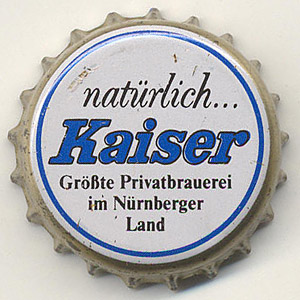 natürlich...
Kaiser
Größte Privatbrauerei
im Nürnberger
Land